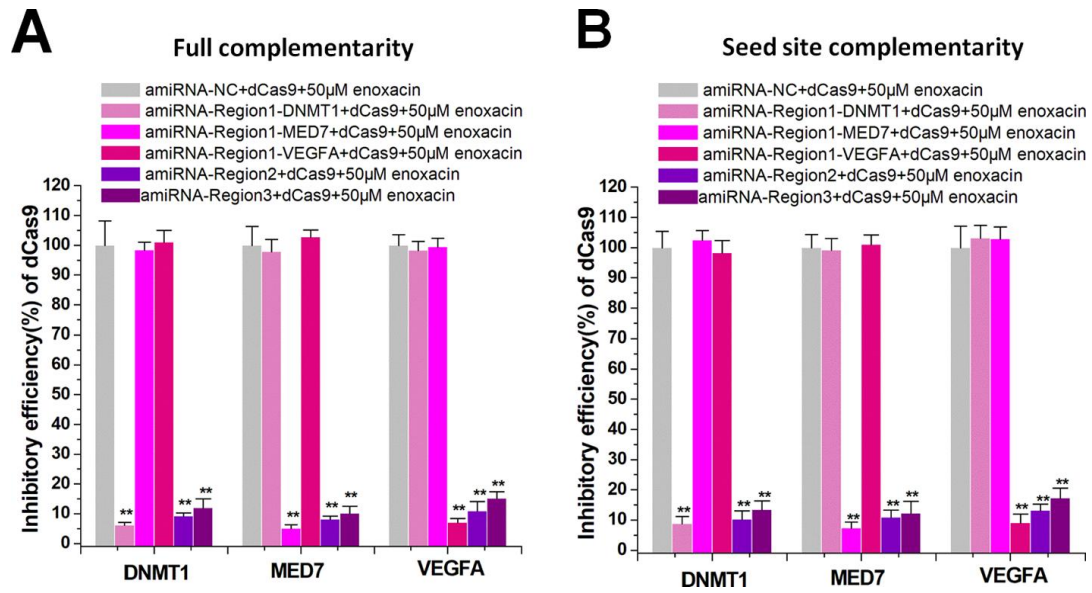 A
Full complementarity
amiRNA-NC+dCas9+50μM enoxacin
amiRNA-Region1-DNMT1+dCas9+50μM enoxacin
amiRNA-Region1-MED7+dCas9+50μM enoxacin
amiRNA-Region1-VEGFA+dCas9+50μM enoxacin
amiRNA-Region2+dCas9+50μM enoxacin
amiRNA-Region3+dCas9+50μM enoxacin
Inhibitory efficiency(%) of dCas9
120
110
100
90
80
70
60
50
40
30
20
10
0
** ** **
** ** **
** ** **
DNMT1 MED7 VEGFA
B
Seed site complementarity
amiRNA-NC+dCas9+50μM enoxacin
amiRNA-Region1-DNMT1+dCas9+50μM enoxacin
amiRNA-Region1-MED7+dCas9+50μM enoxacin
amiRNA-Region1-VEGFA+dCas9+50μM enoxacin
amiRNA-Region2+dCas9+50μM enoxacin
amiRNA-Region3+dCas9+50μM enoxacin
Inhibitory efficiency(%) of dCas9
120
110
100
90
80
70
60
50
40
30
20
10
0
** ** **
** ** **
** ** **
DNMT1 MED7 VEGFA